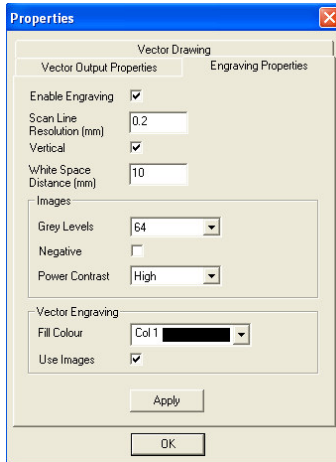 Properties
Vector Drawing
Vector Output Properties
Engraving Properties
Enable Engraving
Scan Line
Resolution (mm)
0.2
Vertical
White Space
Distance (mm)
10
Images
Grey Levels
64
Negative
Power Contrast
High
Vector Engraving
Fill Colour
Col 1
Use Images
Apply
OK